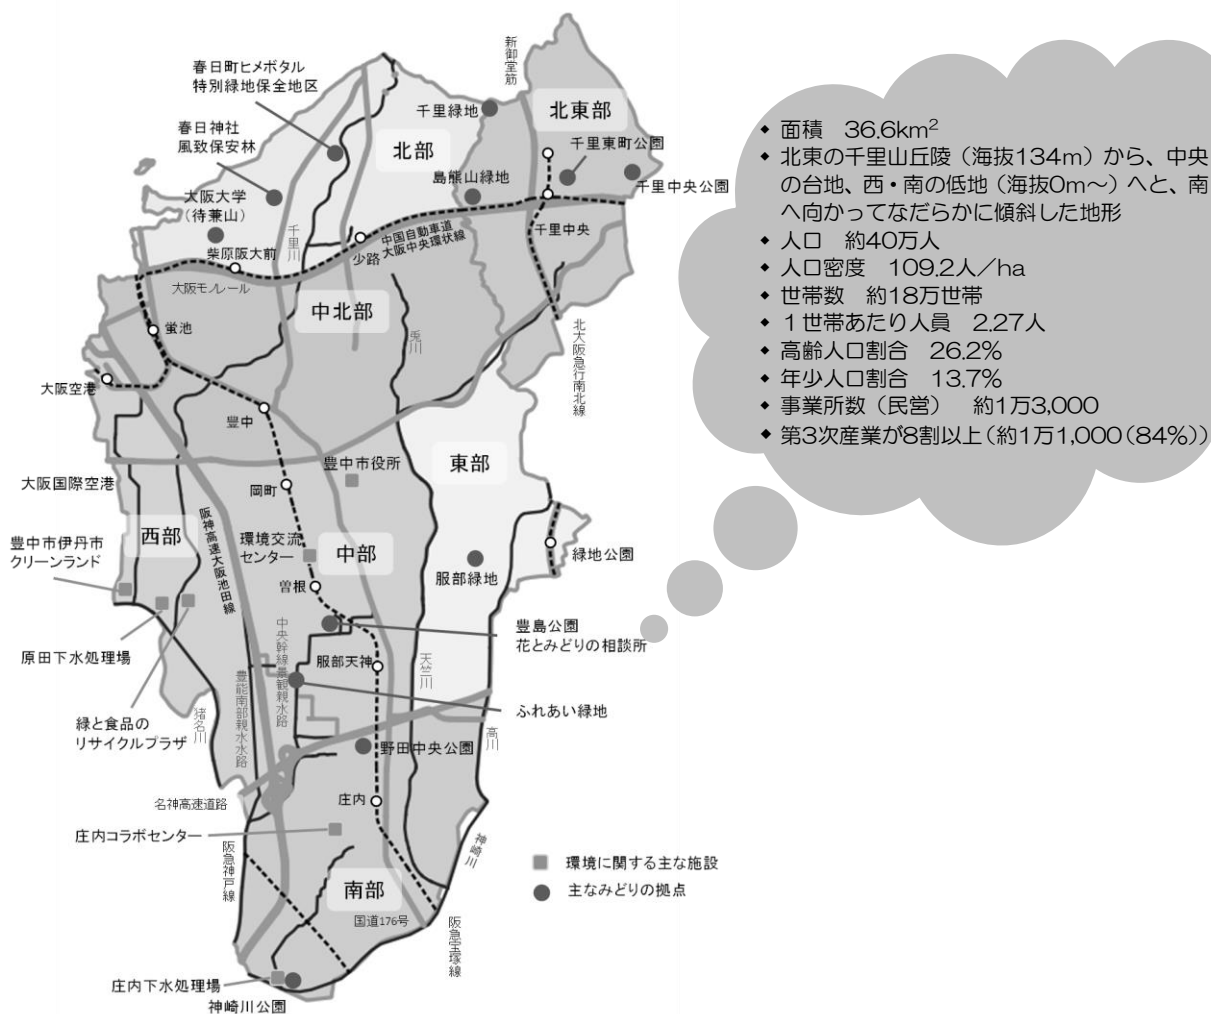 新御堂筋
春日町ヒメボタル
特別緑地保全地区
千里緑地
北東部
春日神社
風致保安林
北部
千里東町公園
島熊山緑地
千里中央公園
大阪大学
(待兼山)
千里川
中国自動車道
大阪中央環状線
千里中央
柴原阪大前
少路
大阪モノレール
中北部
蛍池
兎川
北大阪急行南北線
大阪空港
豊中
豊中市役所
東部
大阪国際空港
岡町
阪神高速大阪池田線
西部
環境交流
センター
中部
豊中市伊丹市
クリーンランド
緑地公園
服部緑地
曽根
中央幹線景観親水路
豊島公園
花とみどりの相談所
原田下水処理場
服部天神
天竺川
豊能南部親水水路
猪名川
緑と食品の
リサイクルプラザ
ふれあい緑地
高川
野田中央公園
名神高速道路
庄内
庄内コラボセンター
神崎川
阪急神戸線
南部
国道176号
阪急宝塚線
庄内下水処理場
神崎川公園
環境に関する主な施設
主なみどりの拠点
◆ 面積 36.6km²
◆ 北東の千里山丘陵(海抜134m)から、中央
の台地、西・南の低地(海抜0m~)へと、南
へ向かってなだらかに傾斜した地形
◆ 人口 約40万人
◆ 人口密度 109.2人/ha
◆ 世帯数 約18万世帯
◆ 1世帯あたり人員 2.27人
◆ 高齢人口割合 26.2%
◆ 年少人口割合 13.7%
◆ 事業所数(民営) 約1万3,000
◆ 第3次産業が8割以上(約1万1,000(84%))